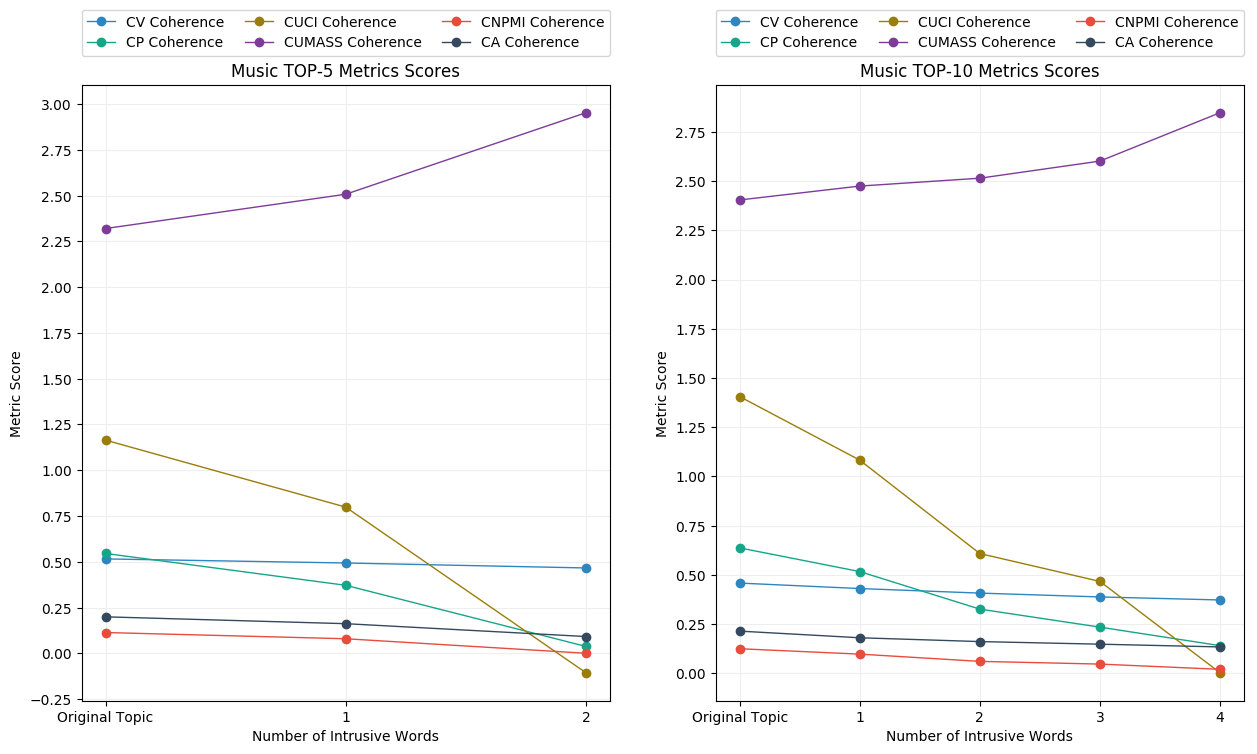 CV Coherence CUCI Coherence CNPMI Coherence
CP Coherence CUMASS Coherence CA Coherence
Music TOP-5 Metrics Scores
3.00
2.75
2.50
2.25
2.00
1.75
1.50
1.25
1.00
0.75
0.50
0.25
0.00
−0.25
Metric Score
Original Topic 1 2
Number of Intrusive Words
CV Coherence CUCI Coherence CNPMI Coherence
CP Coherence CUMASS Coherence CA Coherence
Music TOP-10 Metrics Scores
2.75
2.50
2.25
2.00
1.75
1.50
1.25
1.00
0.75
0.50
0.25
0.00
Metric Score
Original Topic 1 2 3 4
Number of Intrusive Words